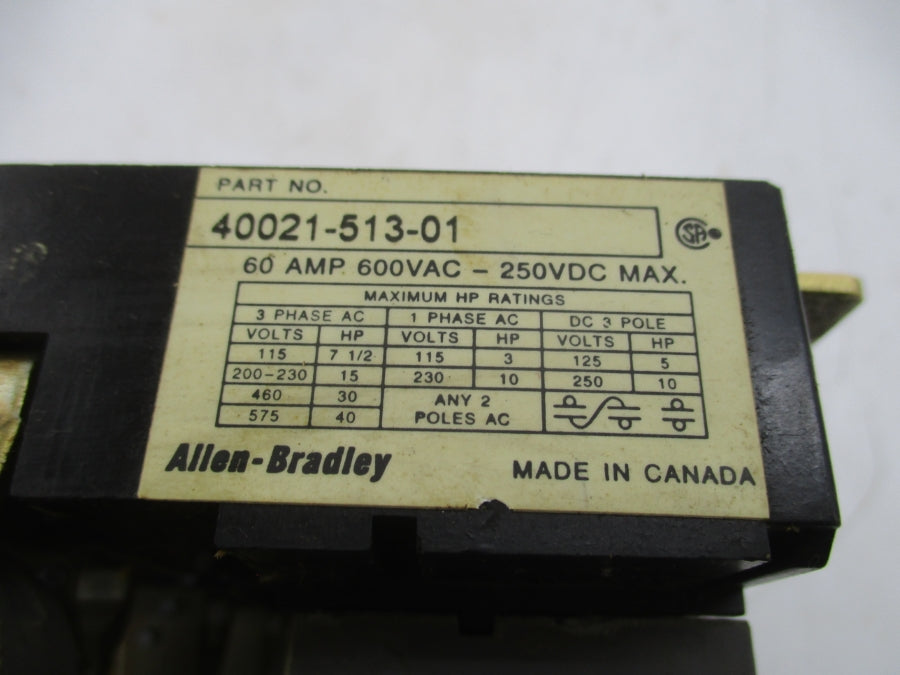 PART NO.
40021-513-01
60 AMP 600VAC - 250VDC MAX.
MAXIMUM HP RATINGS
3 PHASE AC 1 PHASE AC DC 3 POLE
VOLTS HP VOLTS HP VOLTS HP
115 7 1/2 115 3 125 5
200-230 15 230 10 250 10
460 30 ANY 2
575 40 POLES AC
Allen-Bradley MADE IN CANADA